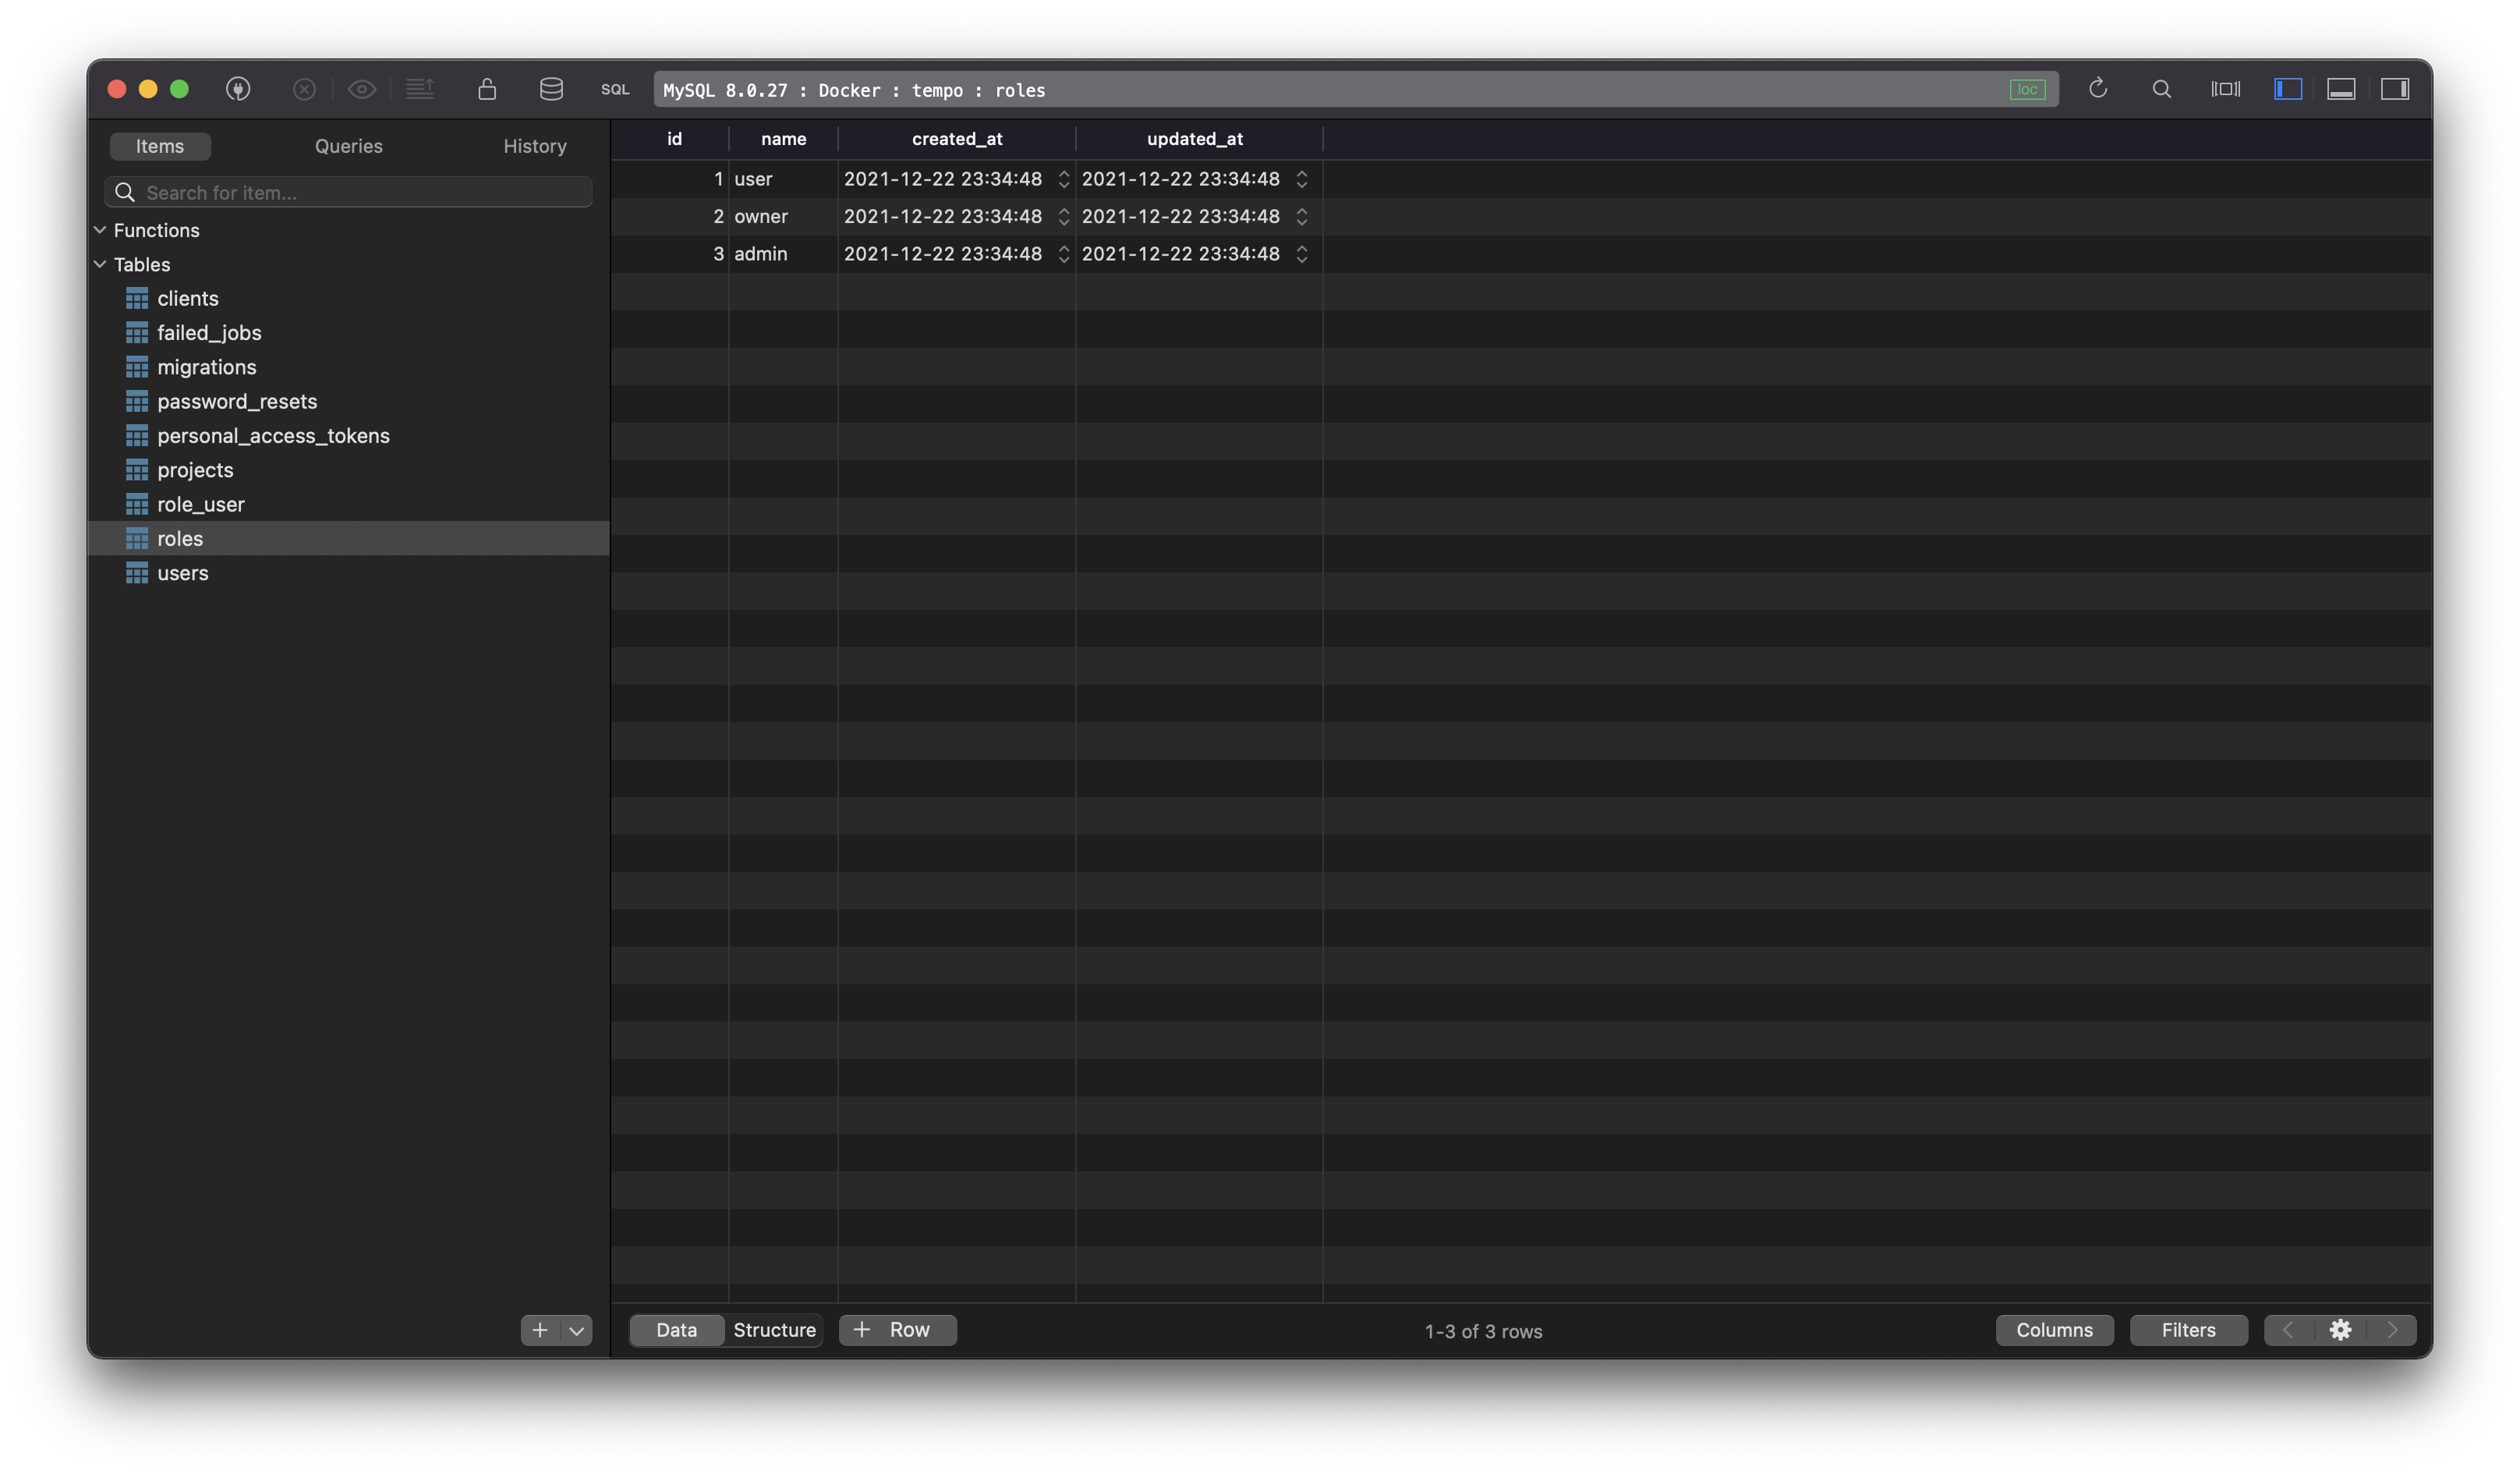 SQL MySQL 8.0.27 : Docker : tempo : roles loc
Items Queries History
Search for item...
Functions
Tables
clients
failed_jobs
migrations
password_resets
personal_access_tokens
projects
role_user
roles
users
id name created_at updated_at
1 user 2021-12-22 23:34:48 2021-12-22 23:34:48
2 owner 2021-12-22 23:34:48 2021-12-22 23:34:48
3 admin 2021-12-22 23:34:48 2021-12-22 23:34:48
Data Structure + Row 1-3 of 3 rows Columns Filters